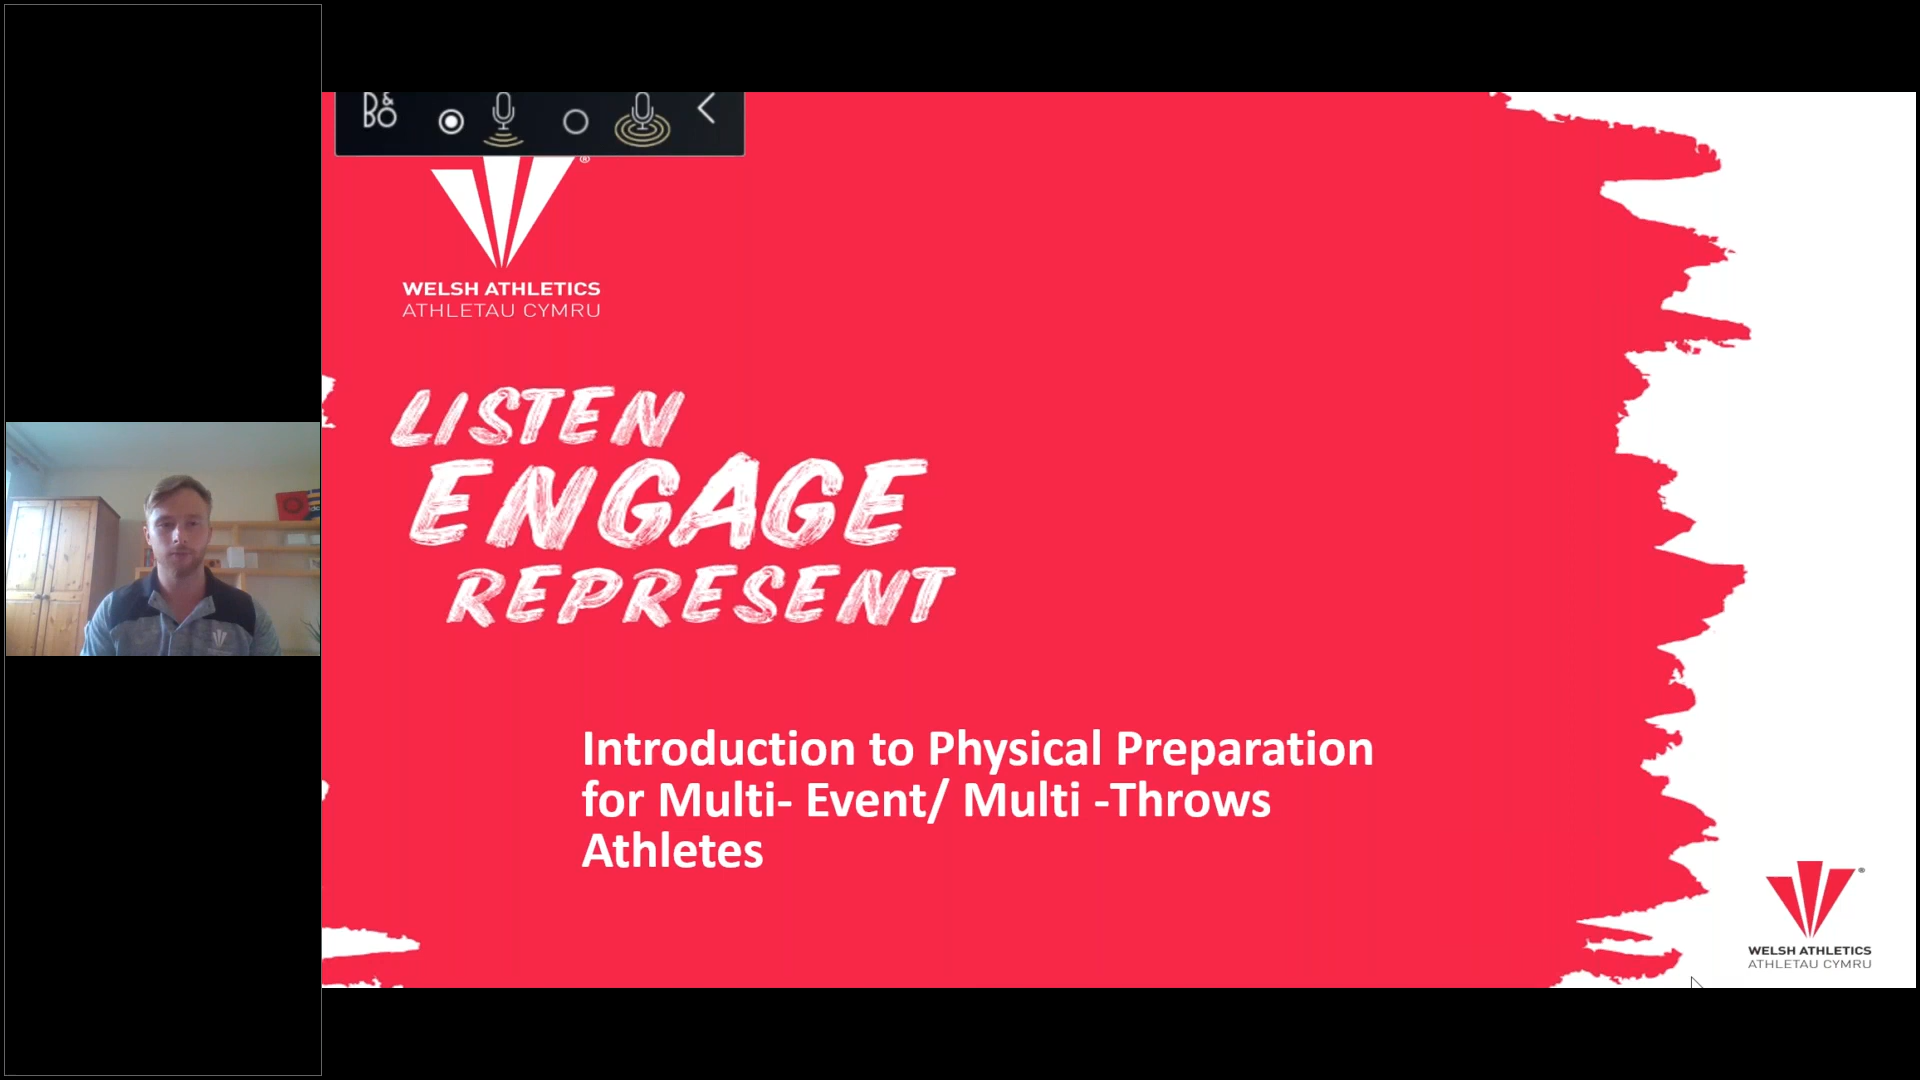 B&O
®
WELSH ATHLETICS
ATHLETAU CYMRU
LISTEN
ENGAGE
REPRESENT
Introduction to Physical Preparation
for Multi- Event/ Multi -Throws
Athletes
®
WELSH ATHLETICS
ATHLETAU CYMRU